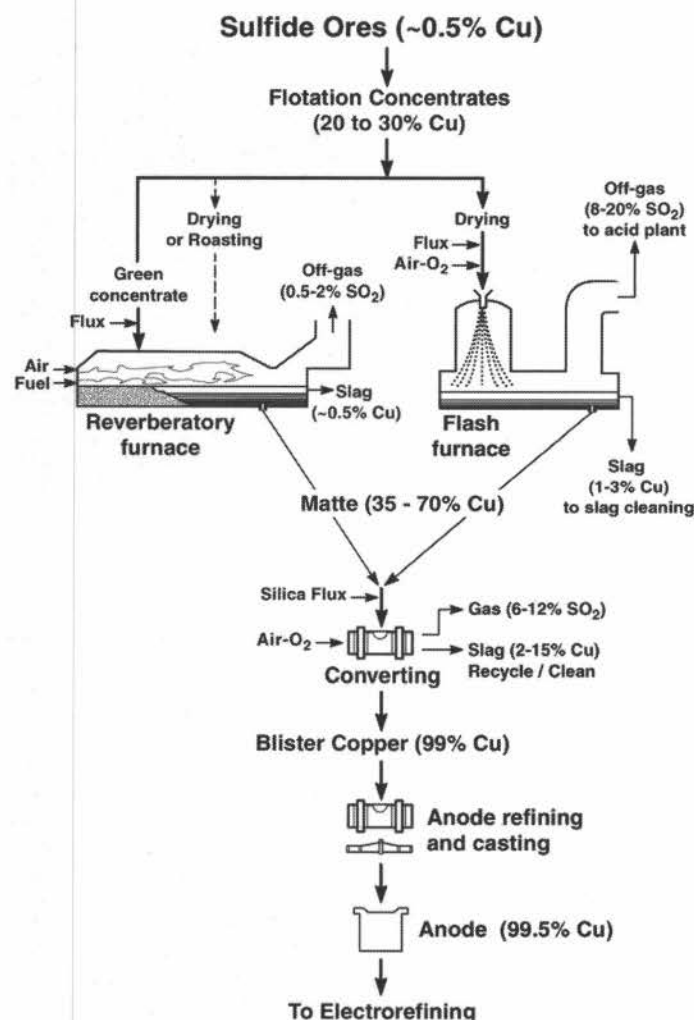 Sulfide Ores (~0.5% Cu)
Flotation Concentrates
(20 to 30% Cu)
Drying
or Roasting
Green
concentrate
Flux
Off-gas
(0.5-2% SO₂)
Air
Fuel
Slag
(~0.5% Cu)
Reverberatory
furnace
Drying
Flux
Air-O₂
Off-gas
(8-20% SO₂)
to acid plant
Flash
furnace
Slag
(1-3% Cu)
to slag cleaning
Matte (35 - 70% Cu)
Silica Flux
Air-O₂
Gas (6-12% SO₂)
Slag (2-15% Cu)
Recycle / Clean
Converting
Blister Copper (99% Cu)
Anode refining
and casting
Anode (99.5% Cu)
To Electrorefining